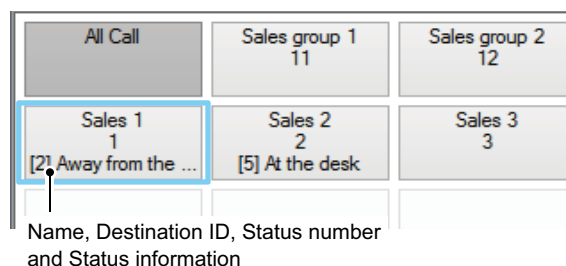 All Call
Sales group 1
11
Sales group 2
12
Sales 1
1
[2] Away from the ...
Sales 2
2
[5] At the desk
Sales 3
3
Name, Destination ID, Status number
and Status information